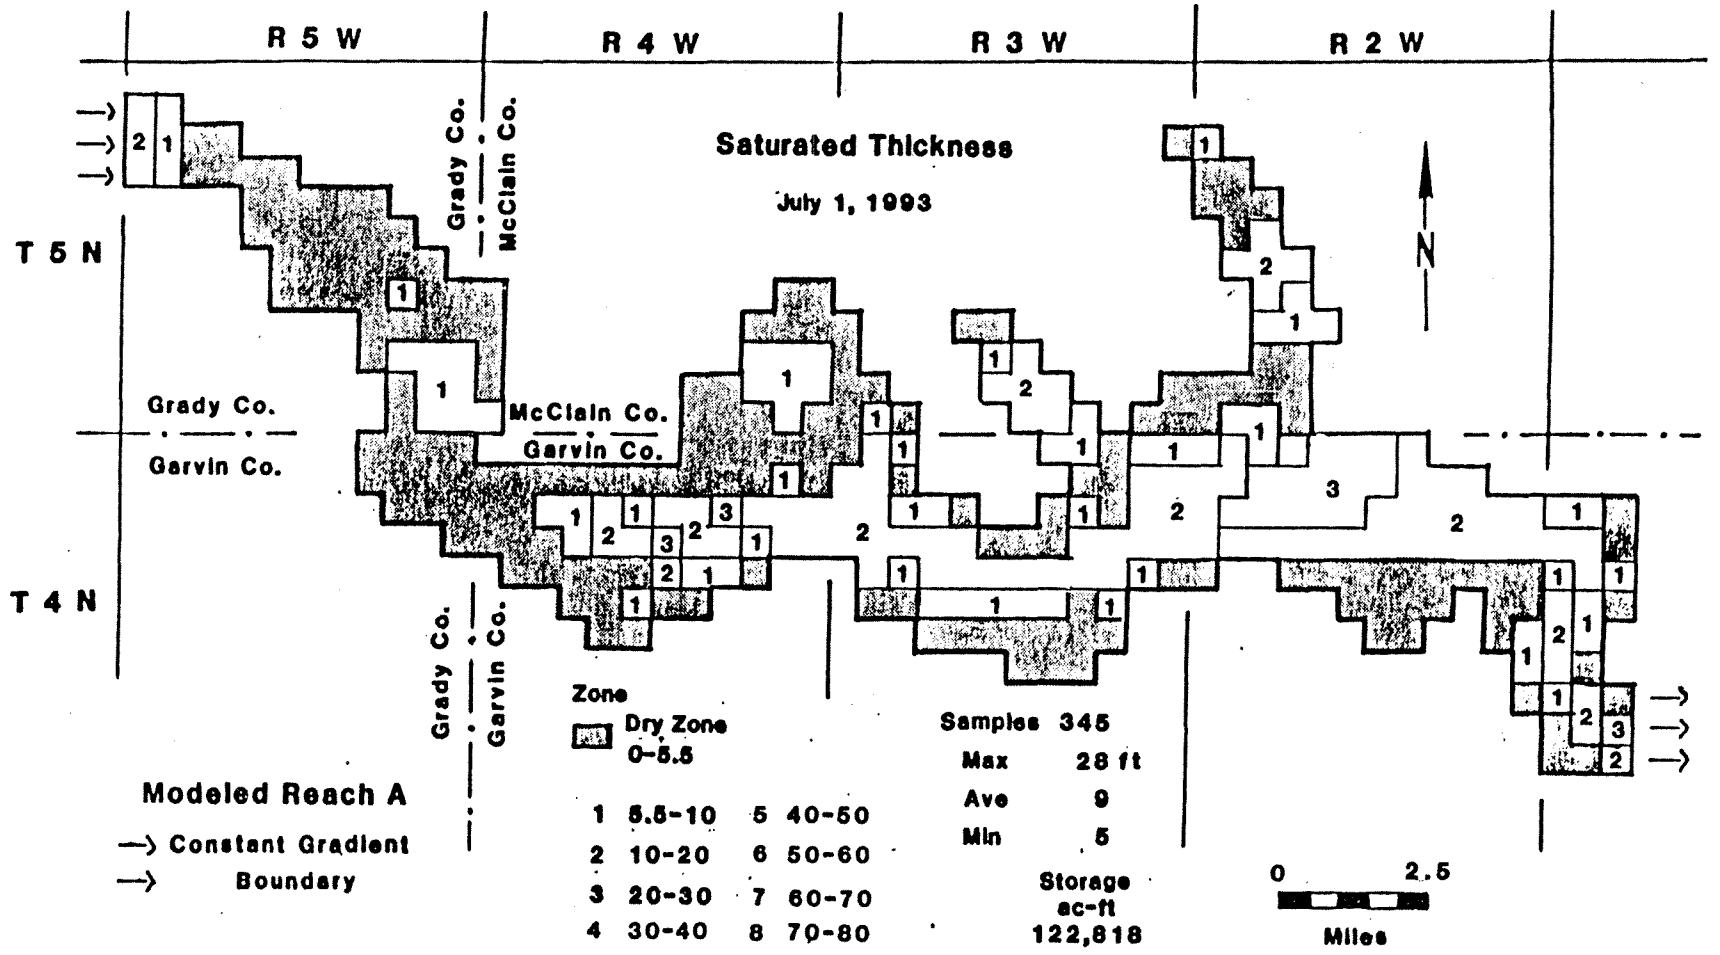 R 5 W R 4 W R 3 W R 2 W
Grady Co. McClain Co.
Saturated Thickness
July 1, 1993
T 5 N
N
2 1
1
2
1
1
1
1
1
2
1
Grady Co.
McClain Co.
Garvin Co.
Garvin Co.
1 1 1 1 1
1 3
1 1 2 3 1 1 2 2 1
2 3 2 1 2
2 1 1 1 1 1
T 4 N
1 1 1 1 2
1
1 2
3
2
Grady Co. Garvin Co.
Zone
Dry Zone
0-5.5
1 5.5-10 5 40-50
2 10-20 6 50-60
3 20-30 7 60-70
4 30-40 8 70-80
Samples 345
Max 28 ft
Ave 9
Min 5
Storage
ac-ft
122,818
Modeled Reach A
Constant Gradient
Boundary
0 2.5
Miles